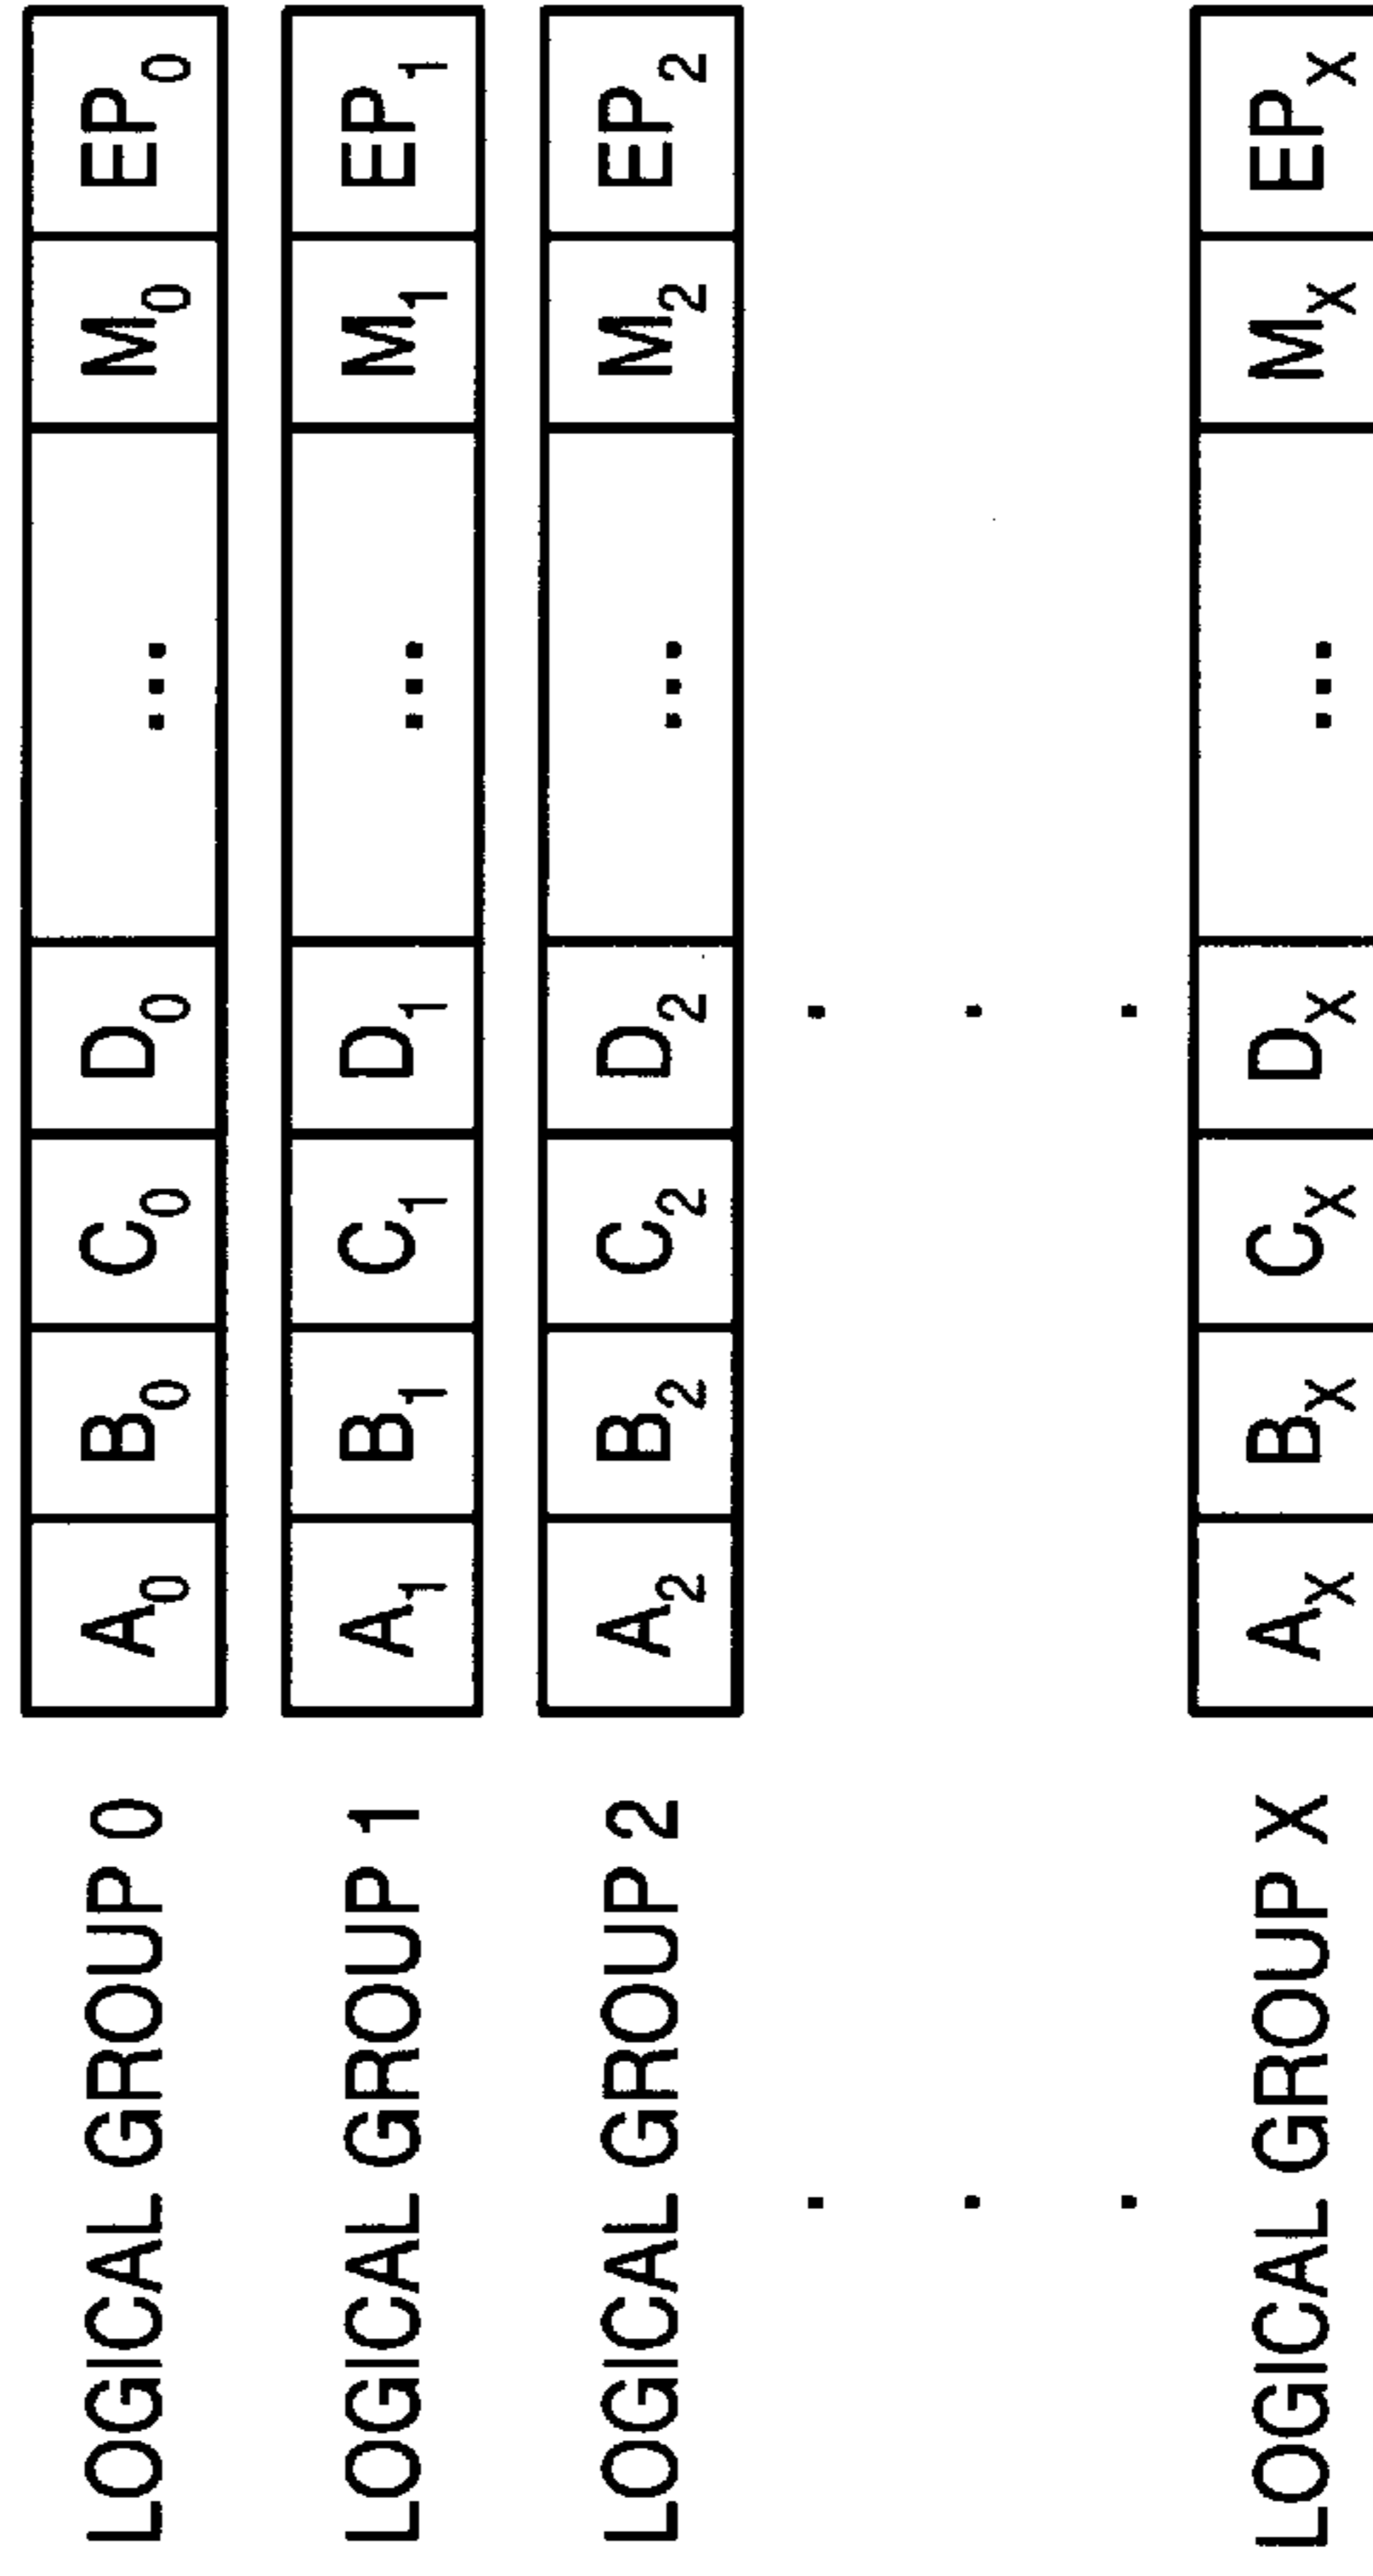 LOGICAL GROUP 0 A₀ B₀ C₀ D₀ ... M₀ EP₀
LOGICAL GROUP 1 A₁ B₁ C₁ D₁ ... M₁ EP₁
LOGICAL GROUP 2 A₂ B₂ C₂ D₂ ... M₂ EP₂
. .
. .
. .
LOGICAL GROUP X Aₓ Bₓ Cₓ Dₓ ... Mₓ EPₓ